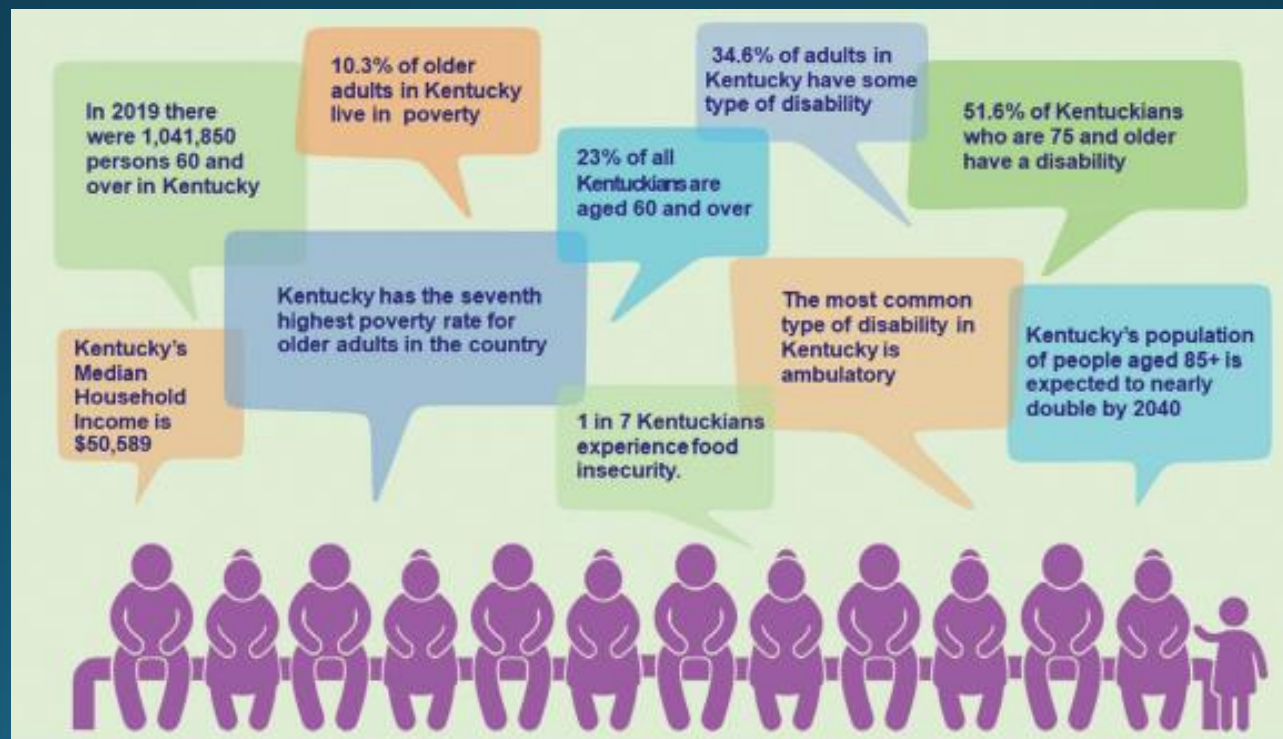 In 2019 there
were 1,041,850
persons 60 and
over in Kentucky
10.3% of older
adults in Kentucky
live in poverty
23% of all
Kentuckians are
aged 60 and over
34.6% of adults in
Kentucky have some
type of disability
51.6% of Kentuckians
who are 75 and older
have a disability
Kentucky's
Median
Household
Income is
$50,589
Kentucky has the seventh
highest poverty rate for
older adults in the country
1 in 7 Kentuckians
experience food
insecurity.
The most common
type of disability in
Kentucky is
ambulatory
Kentucky's population
of people aged 85+ is
expected to nearly
double by 2040